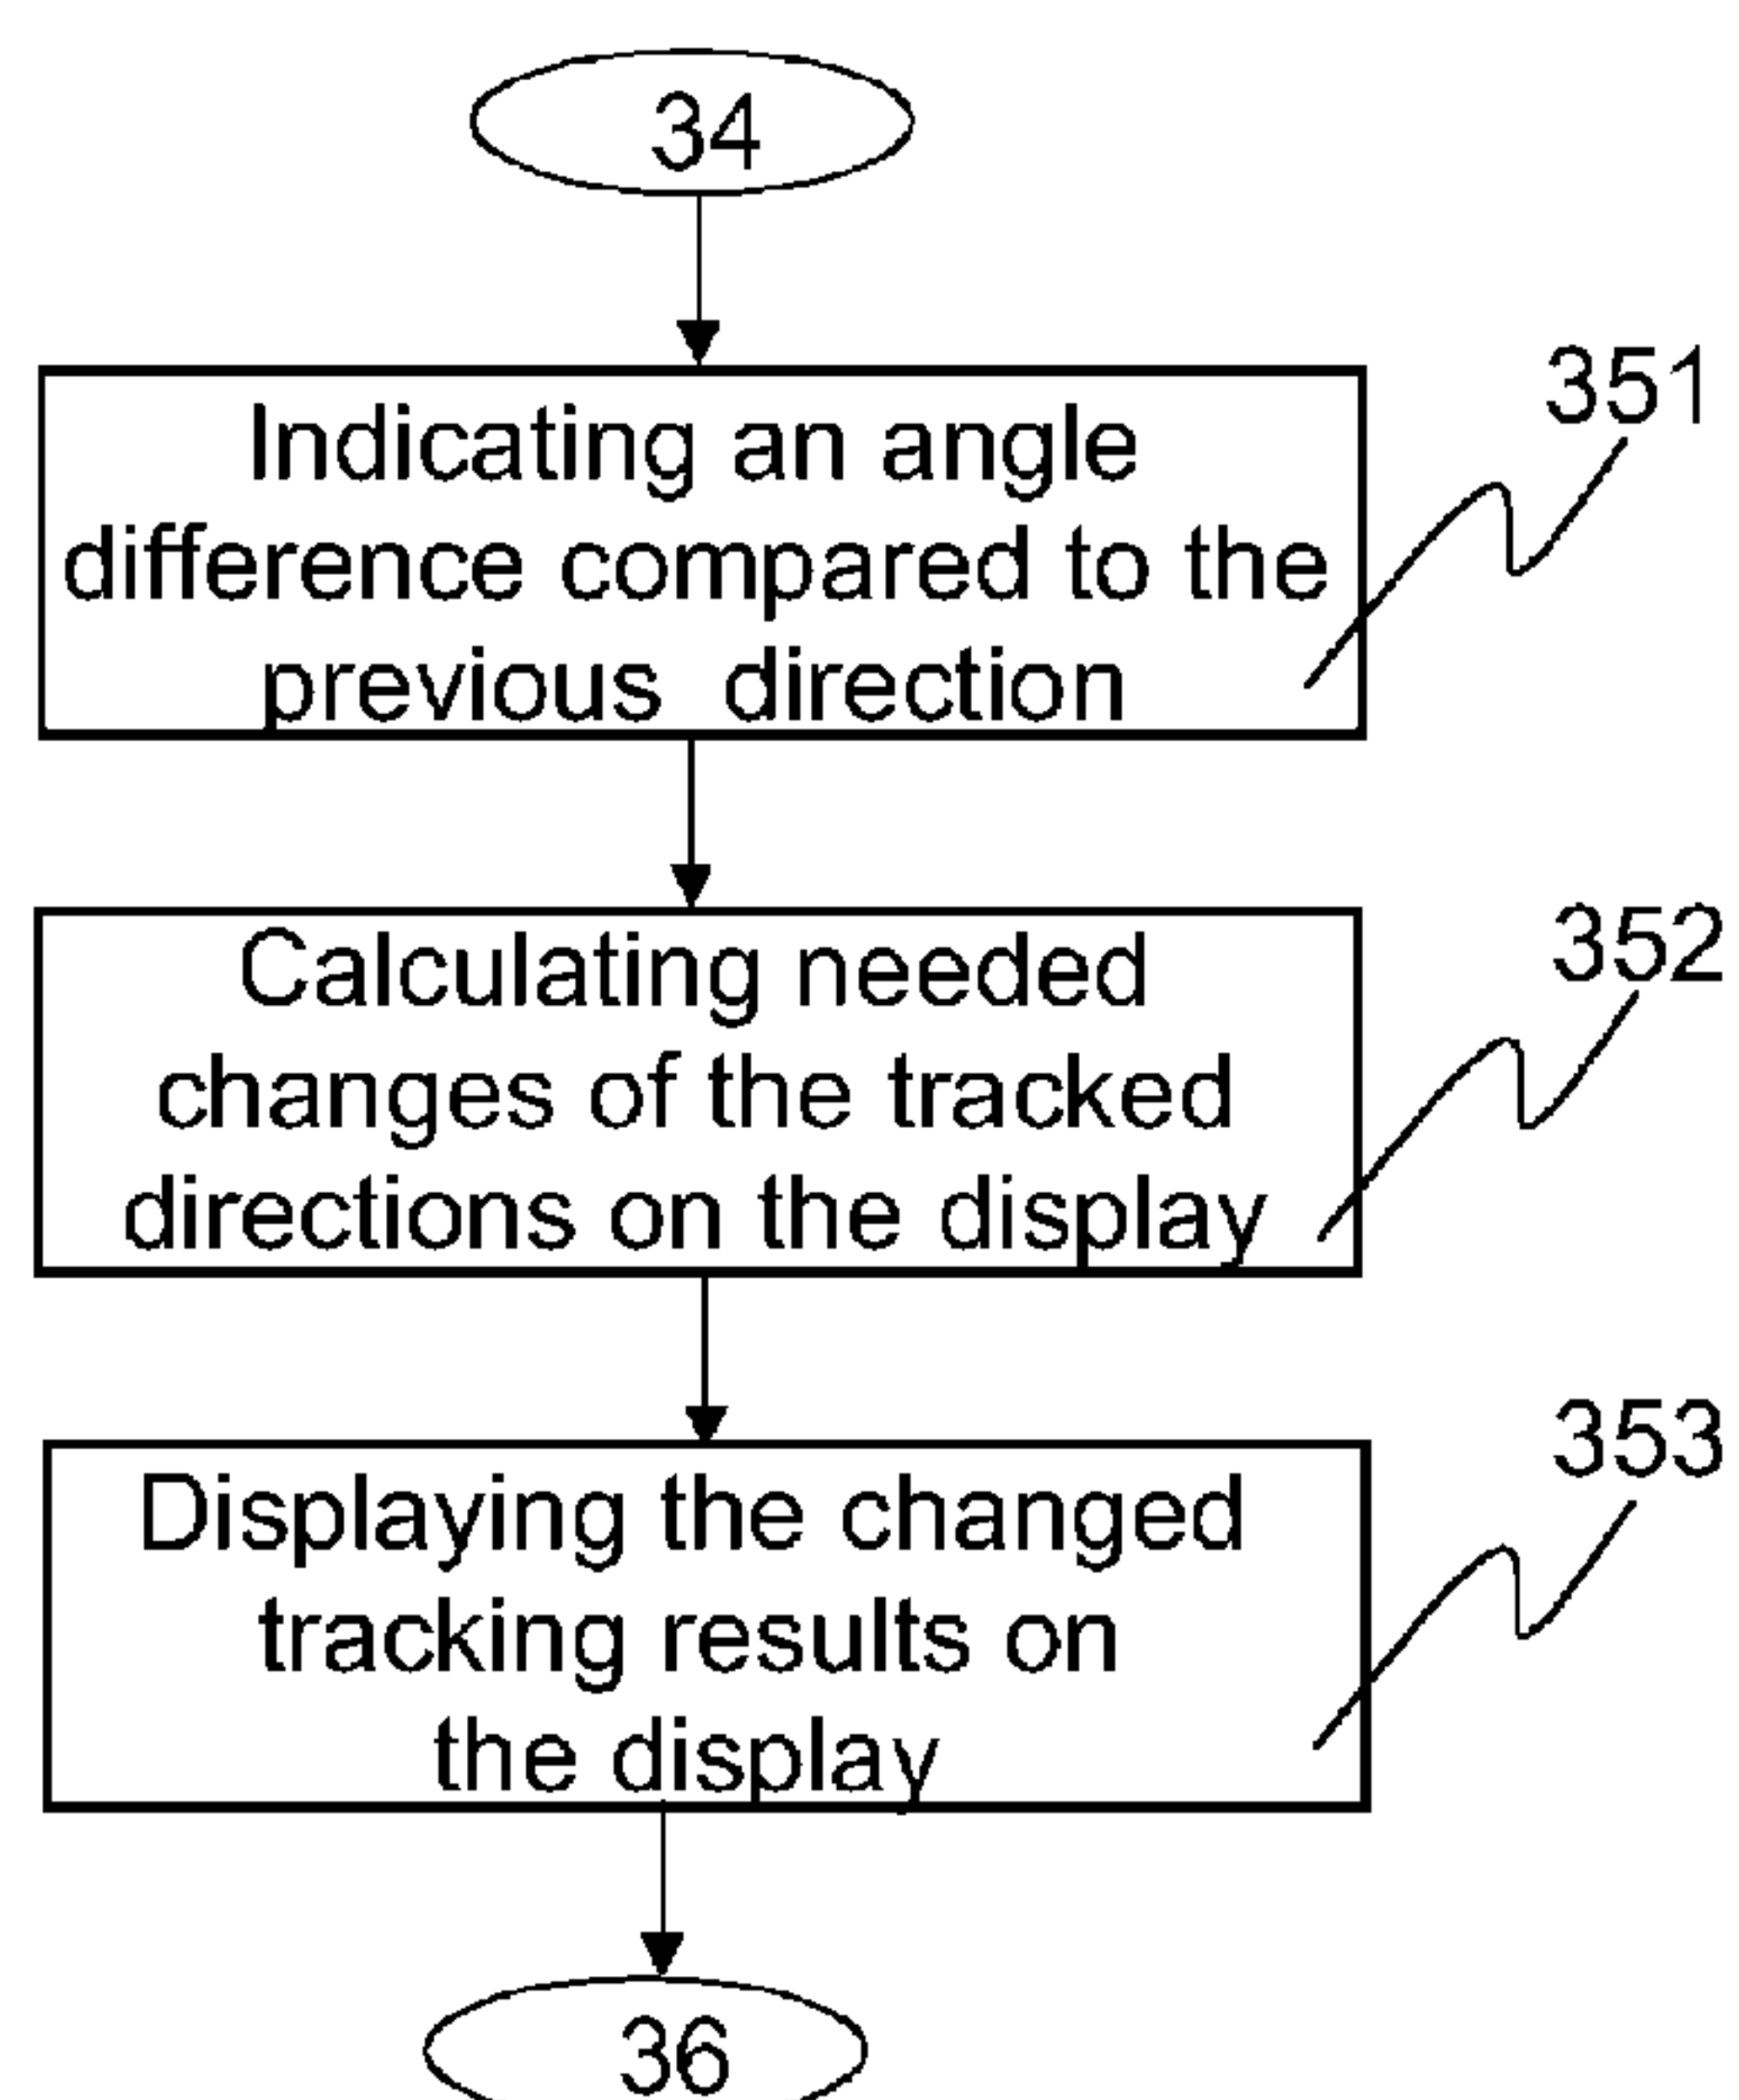 34
351
Indicating an angle
difference compared to the
previous direction
352
Calculating needed
changes of the tracked
directions on the display
353
Displaying the changed
tracking results on
the display
36